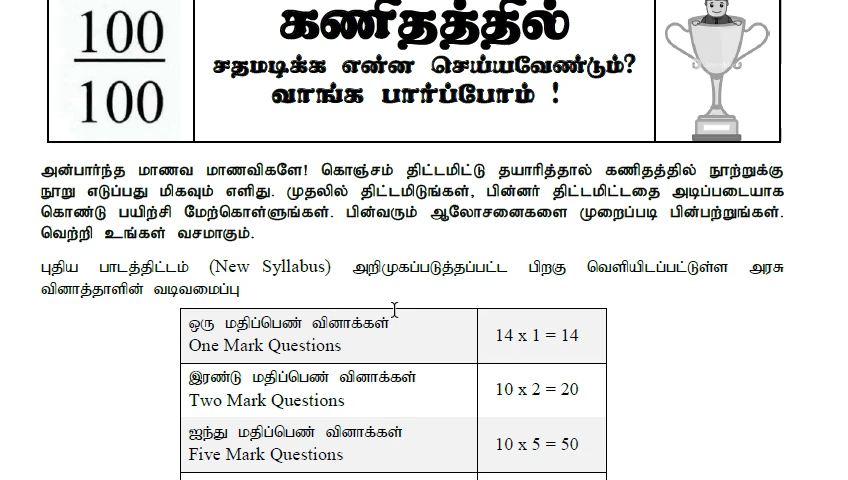 100
100
கணிதத்தில்
சதமடிக்க என்ன செய்யவேண்டும்?
வாங்க பார்ப்போம் !
அன்பார்ந்த மாணவ மாணவிகளே! கொஞ்சம் திட்டமிட்டு தயாரித்தால் கணிதத்தில் நூற்றுக்கு
நூறு எடுப்பது மிகவும் எளிது. முதலில் திட்டமிடுங்கள், பின்னர் திட்டமிட்டதை அடிப்படையாக
கொண்டு பயிற்சி மேற்கொள்ளுங்கள். பின்வரும் ஆலோசனைகளை முறைப்படி பின்பற்றுங்கள்.
வெற்றி உங்கள் வசமாகும்.
புதிய பாடத்திட்டம் (New Syllabus) அறிமுகப்படுத்தப்பட்ட பிறகு வெளியிடப்பட்டுள்ள அரசு
வினாத்தாளின் வடிவமைப்பு
ஒரு மதிப்பெண் வினாக்கள்
One Mark Questions
14 x 1 = 14
இரண்டு மதிப்பெண் வினாக்கள்
Two Mark Questions
10 x 2 = 20
ஐந்து மதிப்பெண் வினாக்கள்
Five Mark Questions
10 x 5 = 50